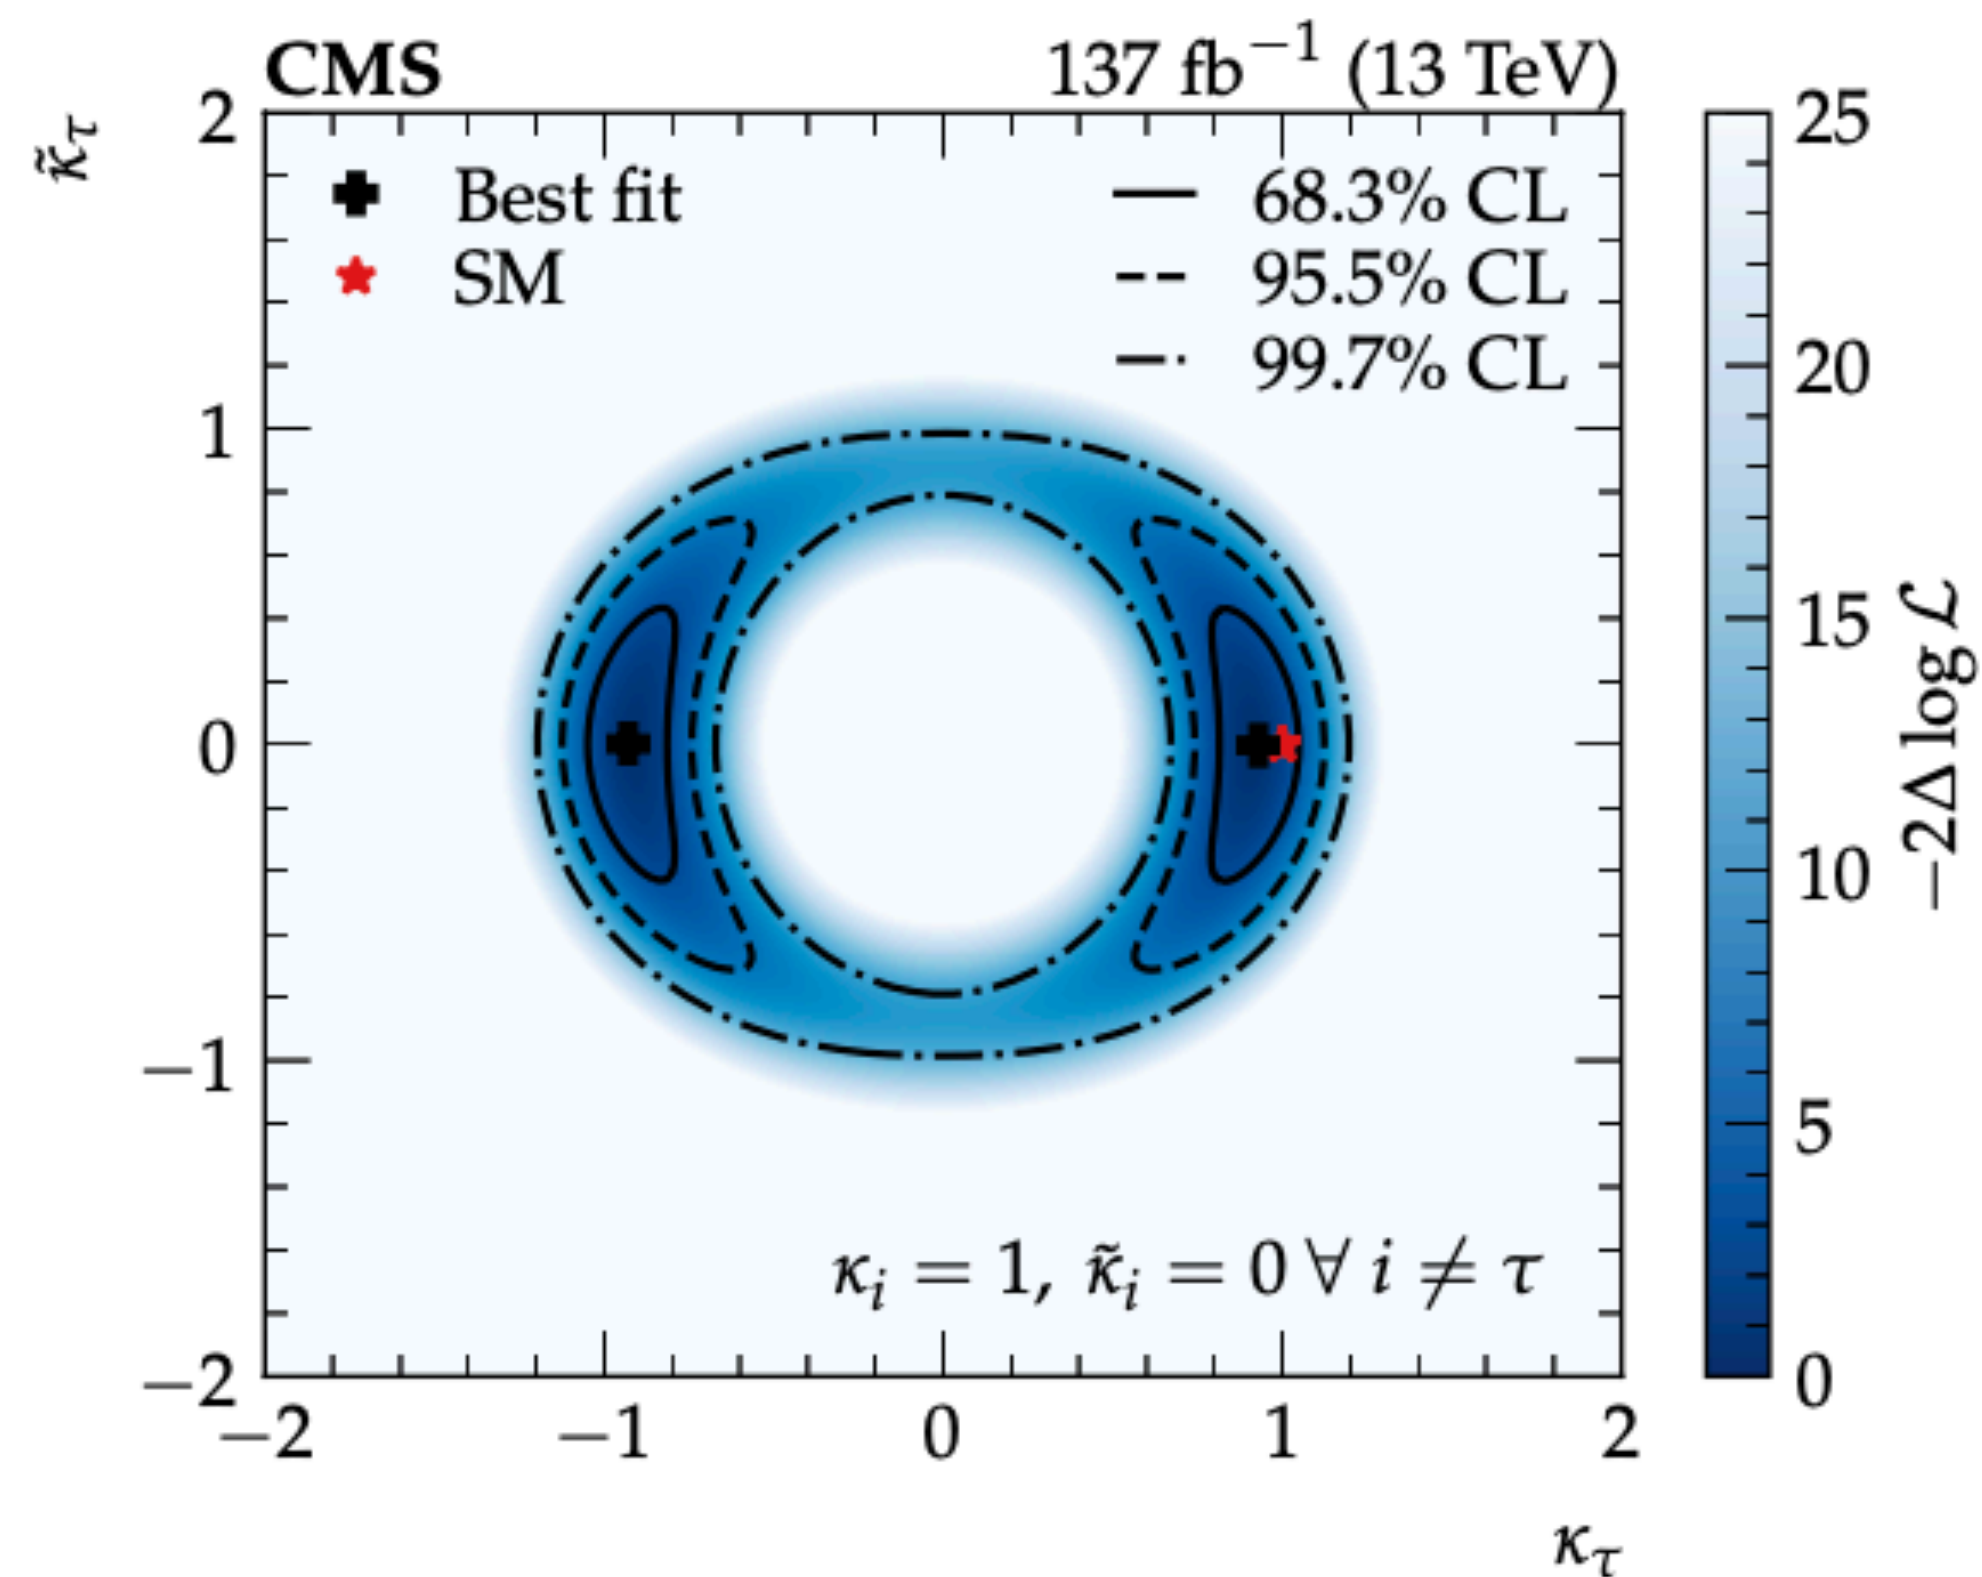 CMS 137 fb⁻¹ (13 TeV)
κ̃τ
2
1
0
−1
−2
Best fit
SM
68.3% CL
95.5% CL
99.7% CL
κᵢ = 1, κ̃ᵢ = 0 ∀ i ≠ τ
−2 −1 0 1 2
κτ
25
20
15
10
5
0
−2Δ log ℒ